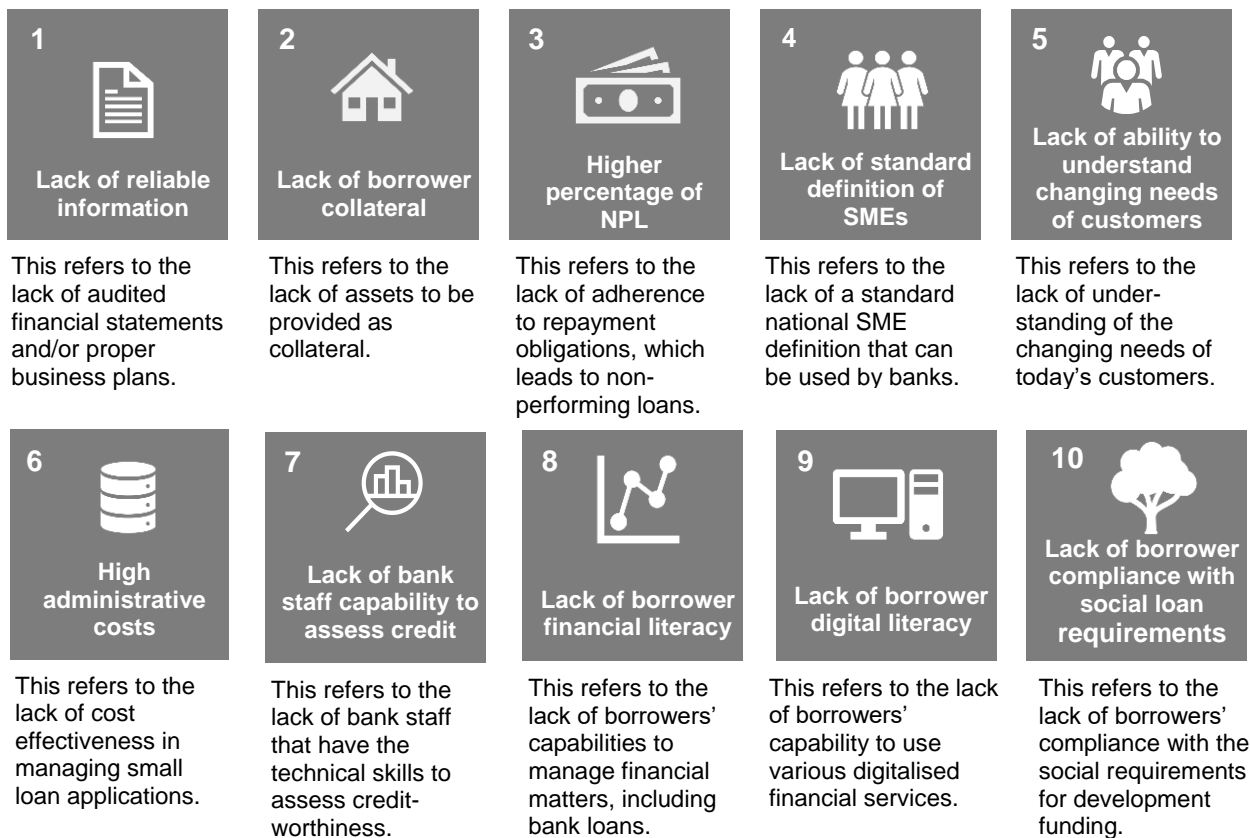 1
Lack of reliable
information
This refers to the
lack of audited
financial statements
and/or proper
business plans.
2
Lack of borrower
collateral
This refers to the
lack of assets to be
provided as
collateral.
3
Higher
percentage of
NPL
This refers to the
lack of adherence
to repayment
obligations, which
leads to non-
performing loans.
4
Lack of standard
definition of
SMEs
This refers to the
lack of a standard
national SME
definition that can
be used by banks.
5
Lack of ability to
understand
changing needs
of customers
This refers to the
lack of under-
standing of the
changing needs of
today’s customers.
6
High
administrative
costs
This refers to the
lack of cost
effectiveness in
managing small
loan applications.
7
Lack of bank
staff capability to
assess credit
This refers to the
lack of bank staff
that have the
technical skills to
assess credit-
worthiness.
8
Lack of borrower
financial literacy
This refers to the
lack of borrowers’
capabilities to
manage financial
matters, including
bank loans.
9
Lack of borrower
digital literacy
This refers to the lack
of borrowers’
capability to use
various digitalised
financial services.
10
Lack of borrower
compliance with
social loan
requirements
This refers to the
lack of borrowers’
compliance with the
social requirements
for development
funding.